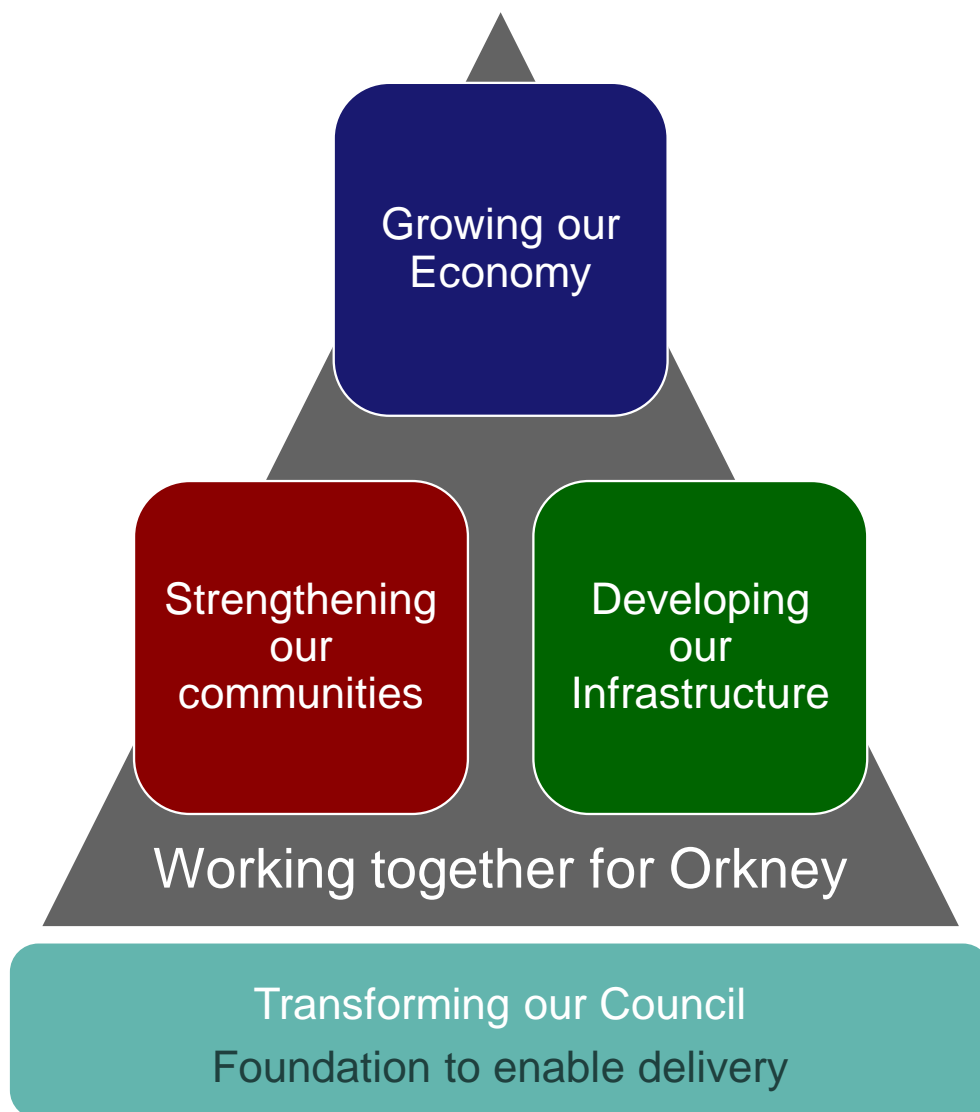 Growing our
Economy
Strengthening
our
communities
Developing
our
Infrastructure
Working together for Orkney
Transforming our Council
Foundation to enable delivery